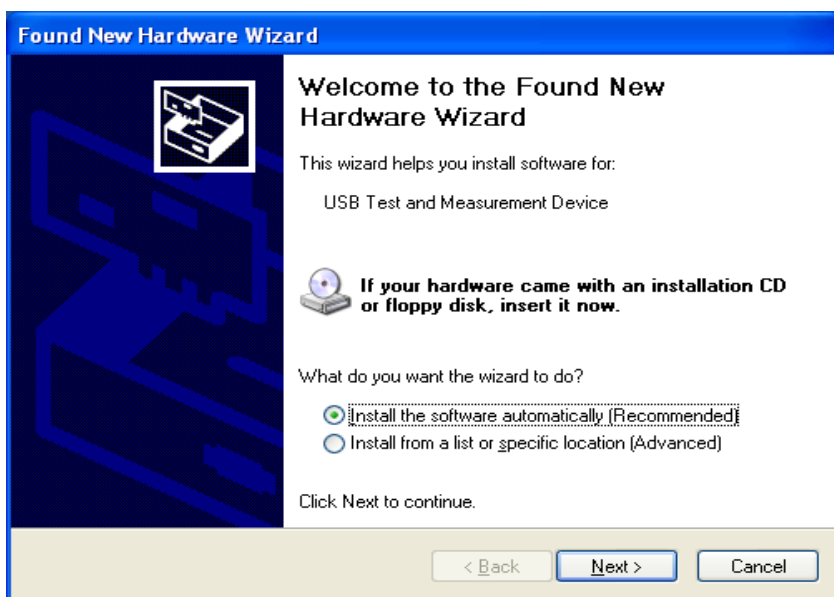 Found New Hardware Wizard
Welcome to the Found New
Hardware Wizard
This wizard helps you install software for:
USB Test and Measurement Device
If your hardware came with an installation CD
or floppy disk, insert it now.
What do you want the wizard to do?
Install the software automatically (Recommended)
Install from a list or specific location (Advanced)
Click Next to continue.
< Back
Next >
Cancel